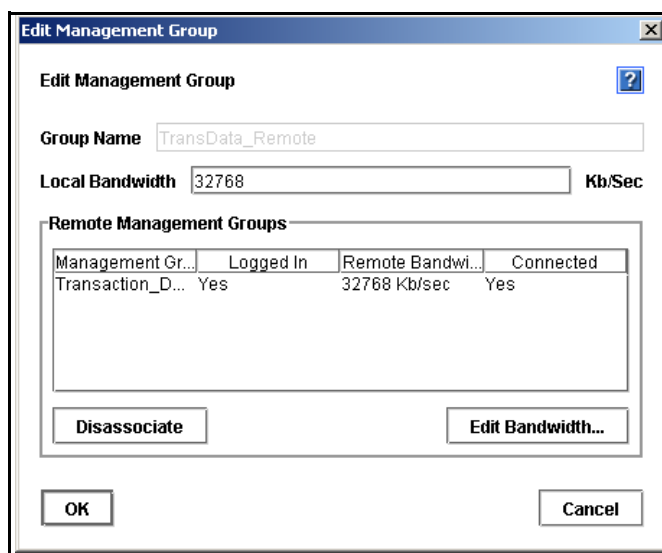 Edit Management Group
Edit Management Group
Group Name TransData_Remote
Local Bandwidth 32768 Kb/Sec
Remote Management Groups
Management Gr... Logged In Remote Bandwi... Connected
Transaction_D... Yes 32768 Kb/sec Yes
Disassociate Edit Bandwidth...
OK Cancel